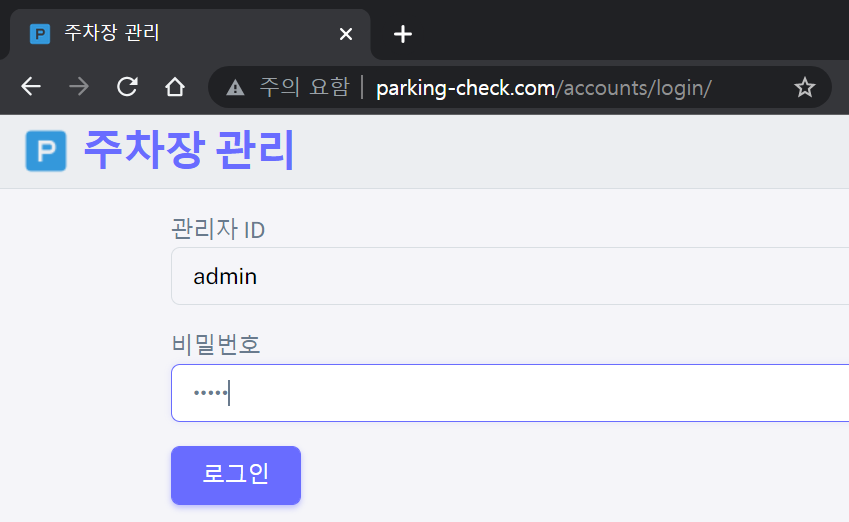 P 주차장 관리
주의 요함 parking-check.com/accounts/login/
P 주차장 관리
관리자 ID
admin
비밀번호
•••••
로그인